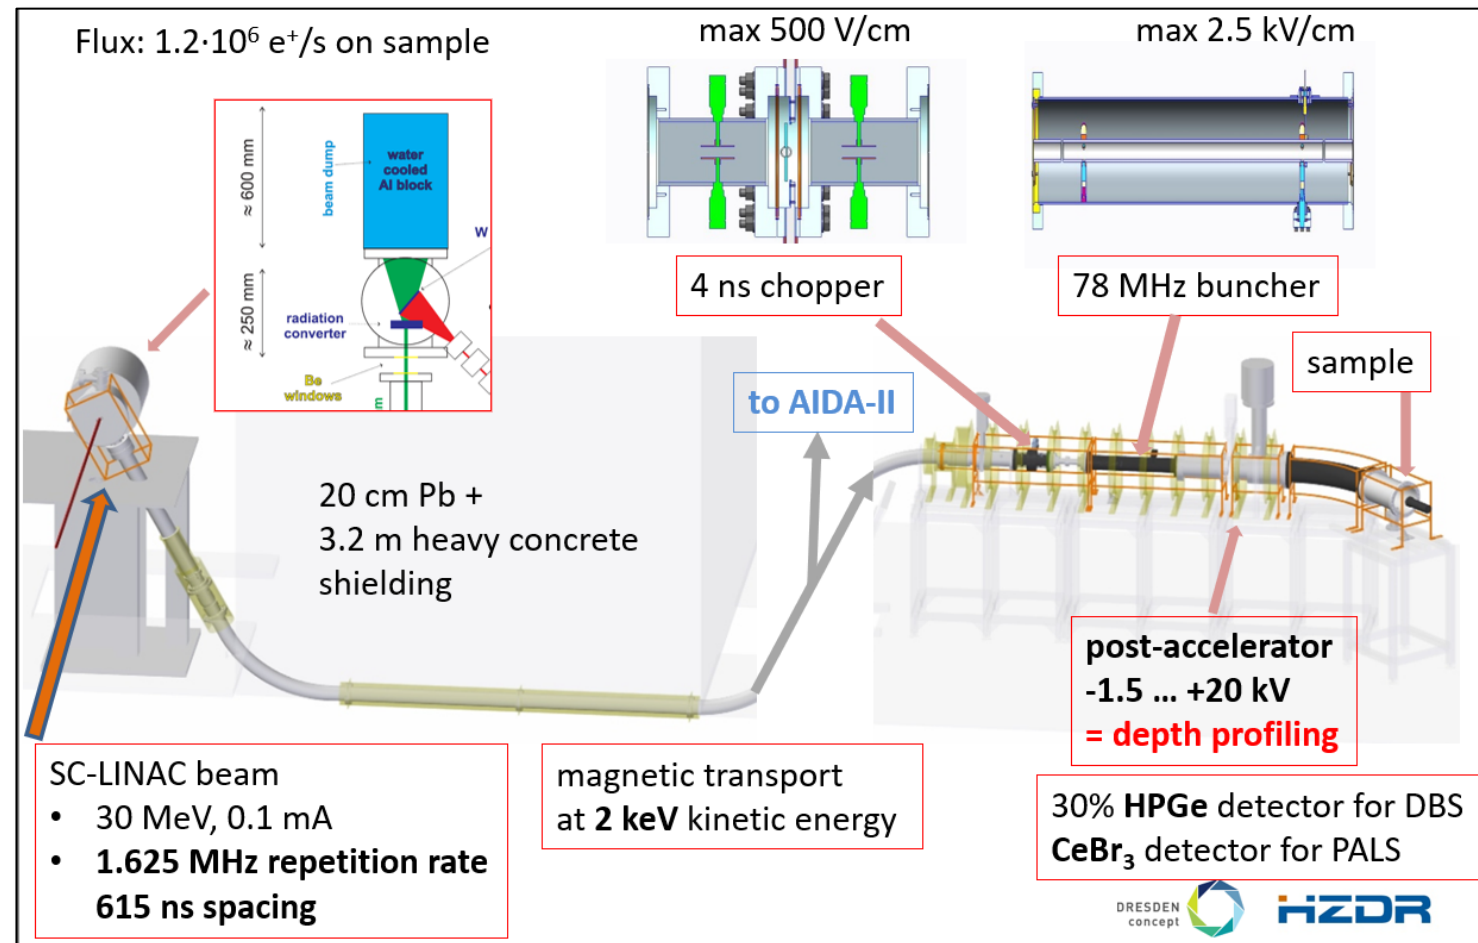 Flux: 1.2·10⁶ e⁺/s on sample
max 500 V/cm
max 2.5 kV/cm
≈ 600 mm
beam dump
water
cooled
Al block
W
≈ 250 mm
radiation
converter
Be
windows
m
4 ns chopper
78 MHz buncher
sample
to AIDA-II
20 cm Pb +
3.2 m heavy concrete
shielding
post-accelerator
-1.5 ... +20 kV
= depth profiling
SC-LINAC beam
• 30 MeV, 0.1 mA
• 1.625 MHz repetition rate
615 ns spacing
magnetic transport
at 2 keV kinetic energy
30% HPGe detector for DBS
CeBr₃ detector for PALS
DRESDEN
concept
HZDR